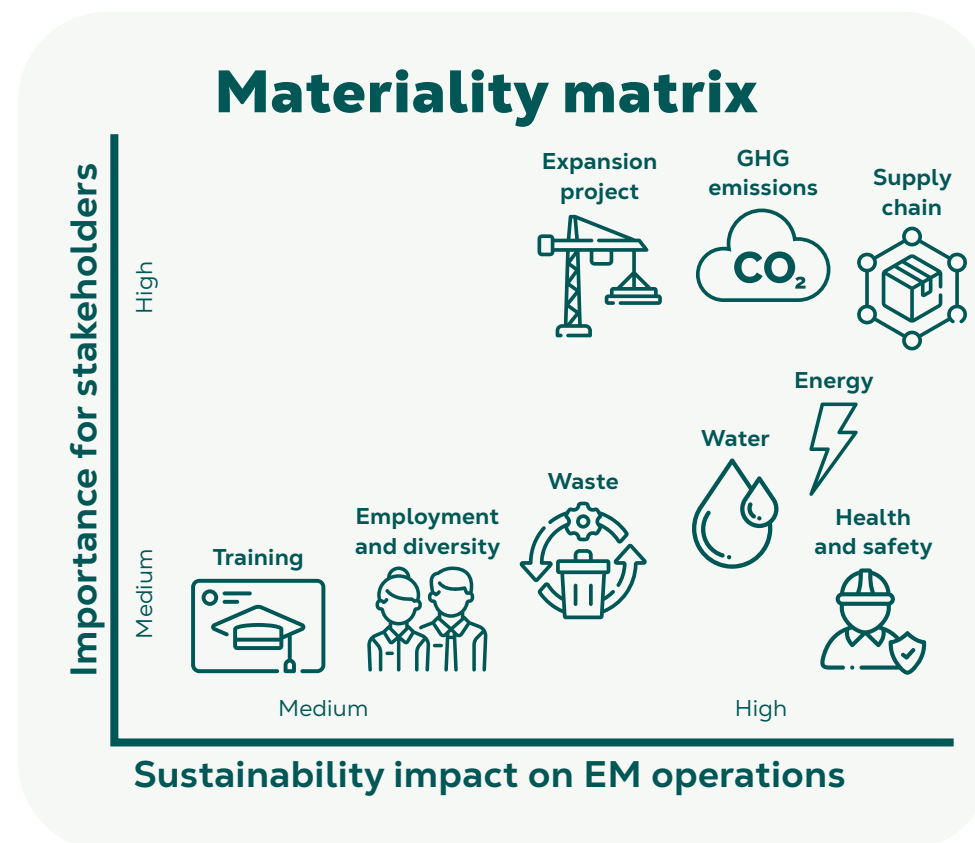 Materiality matrix
Importance for stakeholders
High
Medium
Expansion
project
GHG
emissions
CO₂
Supply
chain
Energy
Water
Waste
Health
and safety
Employment
and diversity
Training
Medium
High
Sustainability impact on EM operations